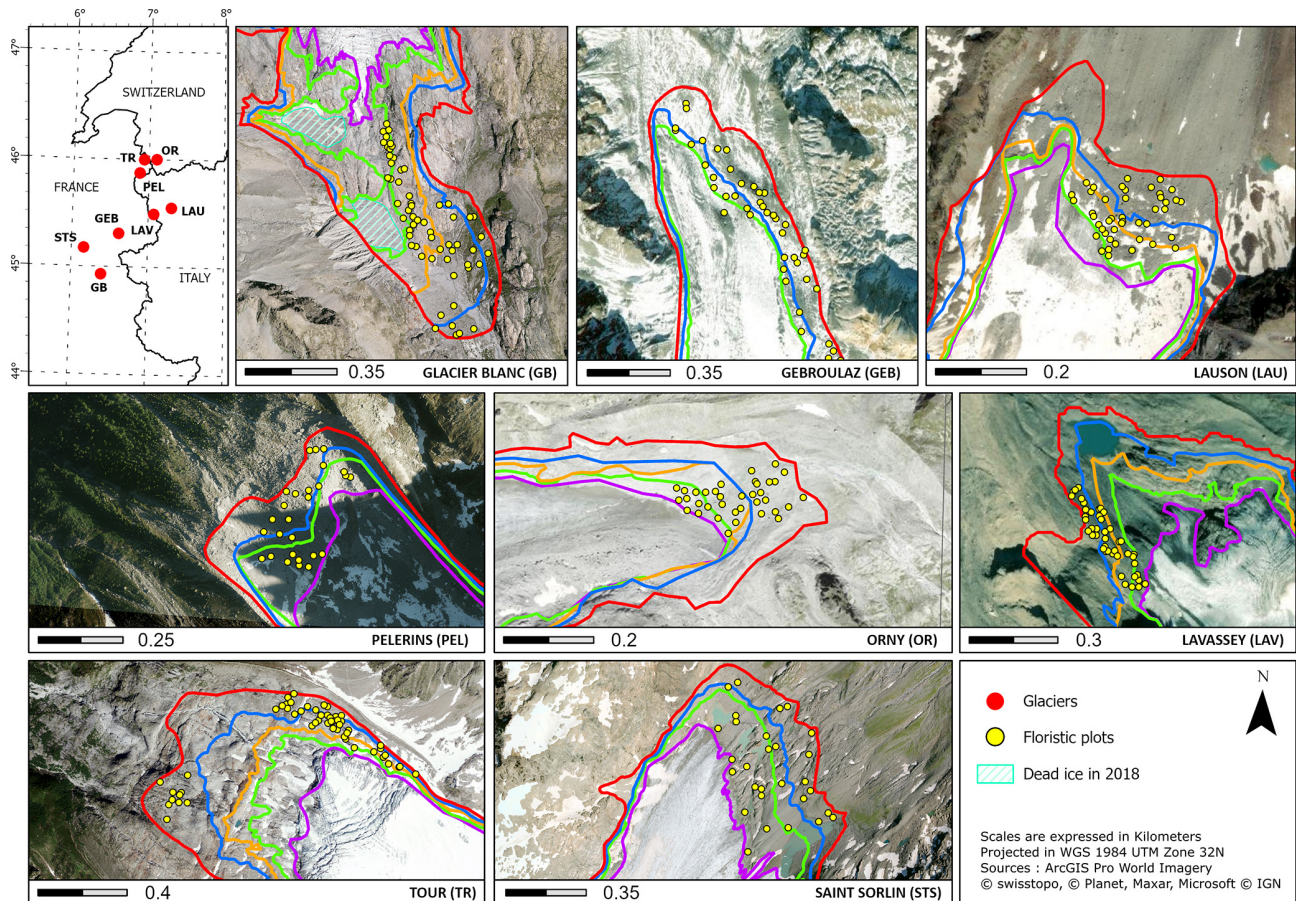 6° 7° 8°
47°
46°
45°
44°
SWITZERLAND
TR OR
FRANCE PEL
GEB LAU
STS LAV
ITALY
GB
0.35 GLACIER BLANC (GB)
0.35 GEBROULAZ (GEB)
0.2 LAUSON (LAU)
0.25 PELERINS (PEL)
0.2 ORNY (OR)
0.3 LAVASSEY (LAV)
0.4 TOUR (TR)
0.35 SAINT SORLIN (STS)
N
Glaciers
Floristic plots
Dead ice in 2018
Scales are expressed in Kilometers
Projected in WGS 1984 UTM Zone 32N
Sources : ArcGIS Pro World Imagery
© swisstopo, © Planet, Maxar, Microsoft © IGN